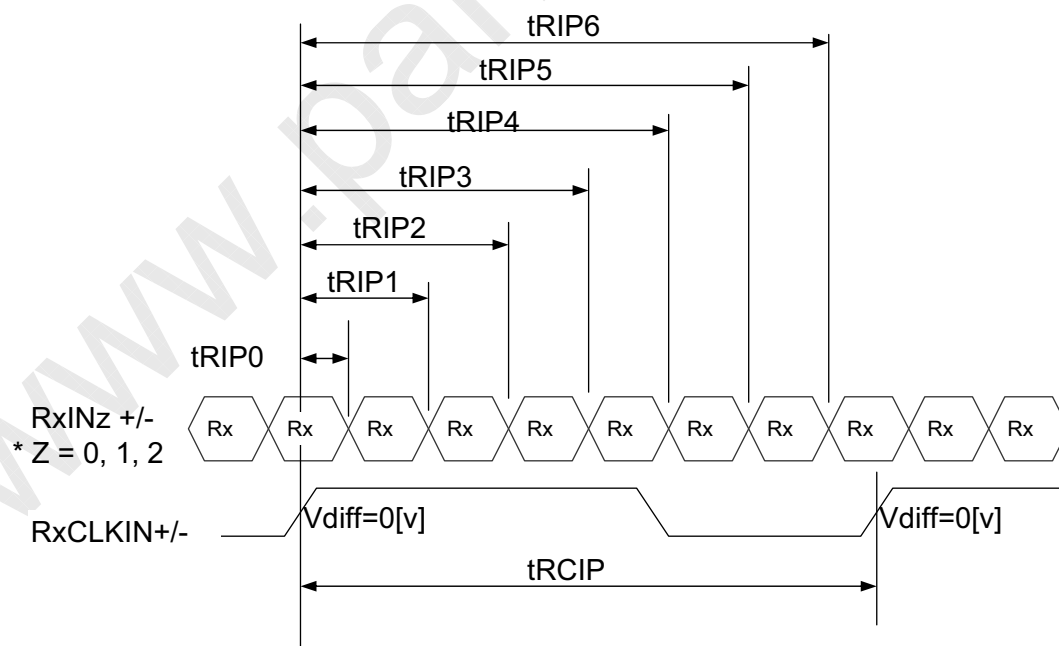 tRIP6
tRIP5
tRIP4
tRIP3
tRIP2
tRIP1
tRIP0
RxINz +/-
* Z = 0, 1, 2
Rx Rx Rx Rx Rx Rx Rx Rx Rx Rx Rx
RxCLKIN+/-
Vdiff=0[v] Vdiff=0[v]
tRCIP